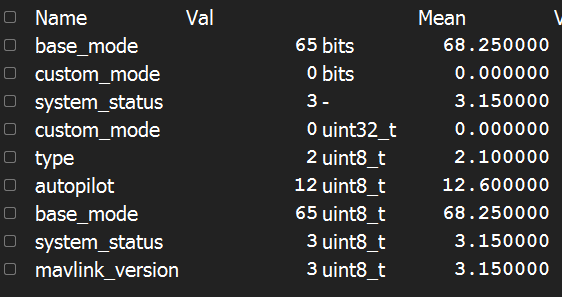 Name Val Mean
base_mode 65 bits 68.250000
custom_mode 0 bits 0.000000
system_status 3 - 3.150000
custom_mode 0 uint32_t 0.000000
type 2 uint8_t 2.100000
autopilot 12 uint8_t 12.600000
base_mode 65 uint8_t 68.250000
system_status 3 uint8_t 3.150000
mavlink_version 3 uint8_t 3.150000